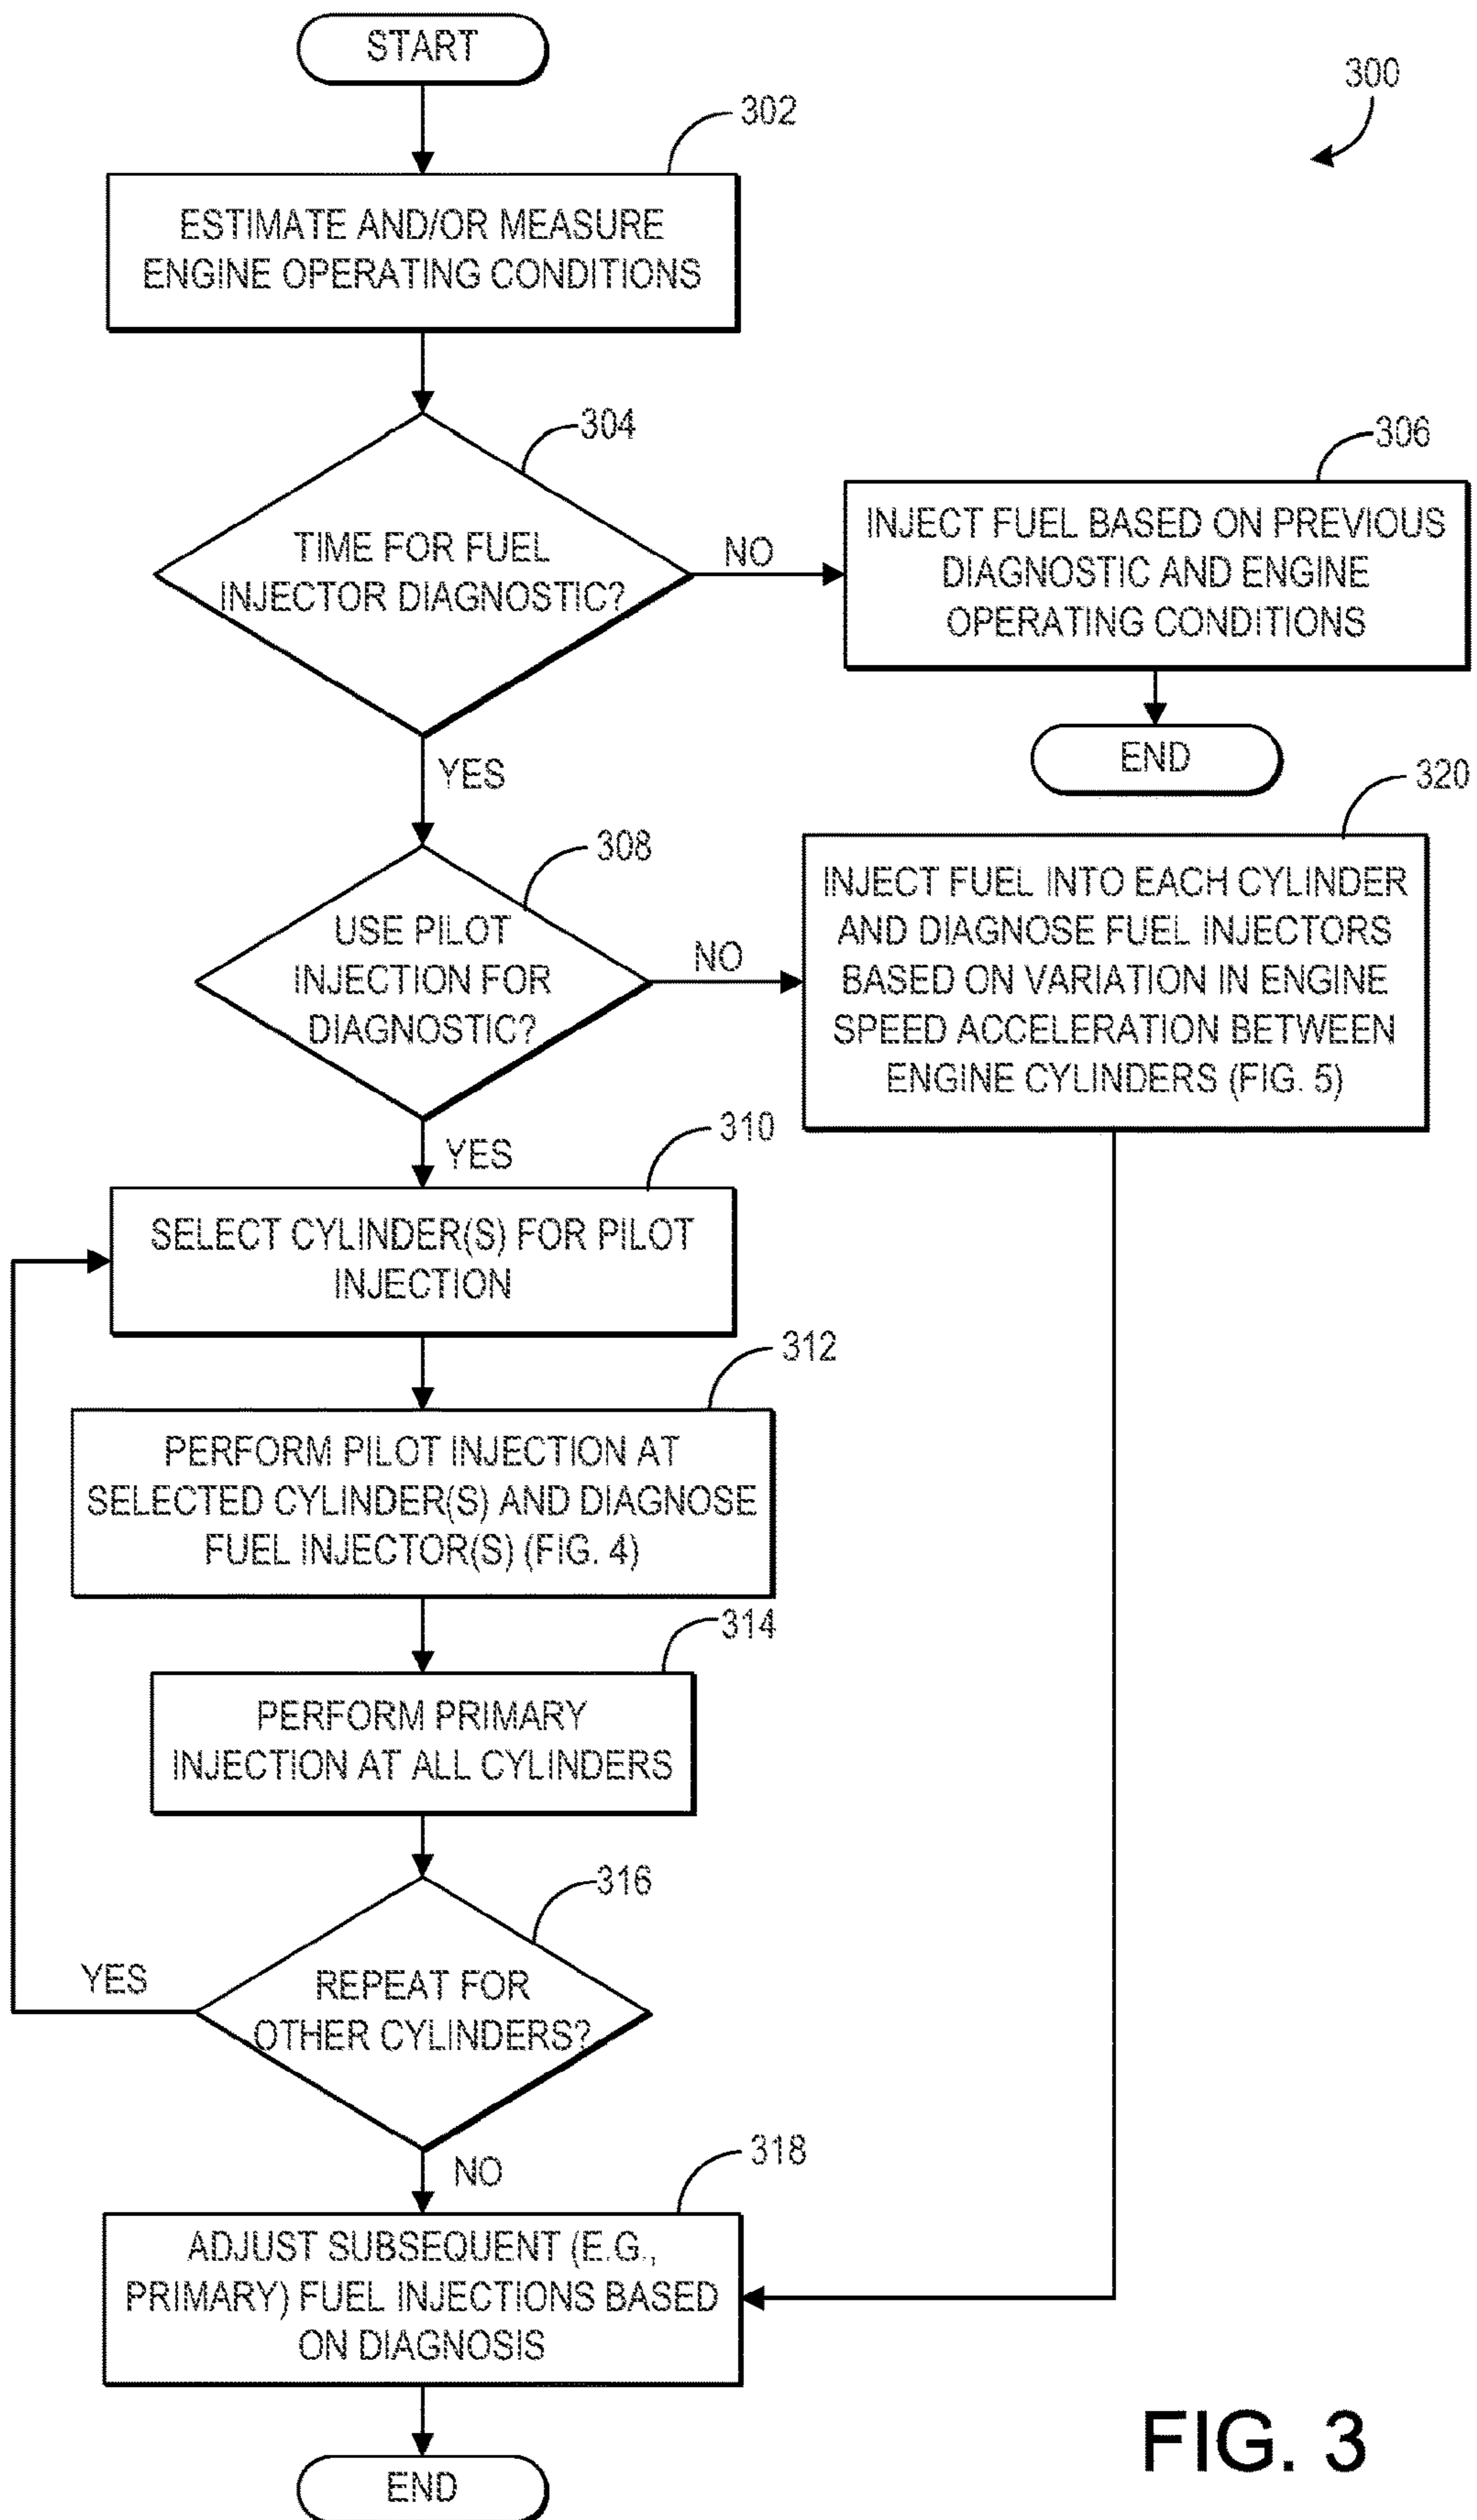 START
300
302
ESTIMATE AND/OR MEASURE
ENGINE OPERATING CONDITIONS
304
TIME FOR FUEL
INJECTOR DIAGNOSTIC?
NO
306
INJECT FUEL BASED ON PREVIOUS
DIAGNOSTIC AND ENGINE
OPERATING CONDITIONS
END
YES
308
USE PILOT
INJECTION FOR
DIAGNOSTIC?
NO
320
INJECT FUEL INTO EACH CYLINDER
AND DIAGNOSE FUEL INJECTORS
BASED ON VARIATION IN ENGINE
SPEED ACCELERATION BETWEEN
ENGINE CYLINDERS (FIG. 5)
YES
310
SELECT CYLINDER(S) FOR PILOT
INJECTION
312
PERFORM PILOT INJECTION AT
SELECTED CYLINDER(S) AND DIAGNOSE
FUEL INJECTOR(S) (FIG. 4)
314
PERFORM PRIMARY
INJECTION AT ALL CYLINDERS
316
REPEAT FOR
OTHER CYLINDERS?
YES
NO
318
ADJUST SUBSEQUENT (E.G.,
PRIMARY) FUEL INJECTIONS BASED
ON DIAGNOSIS
END
FIG. 3